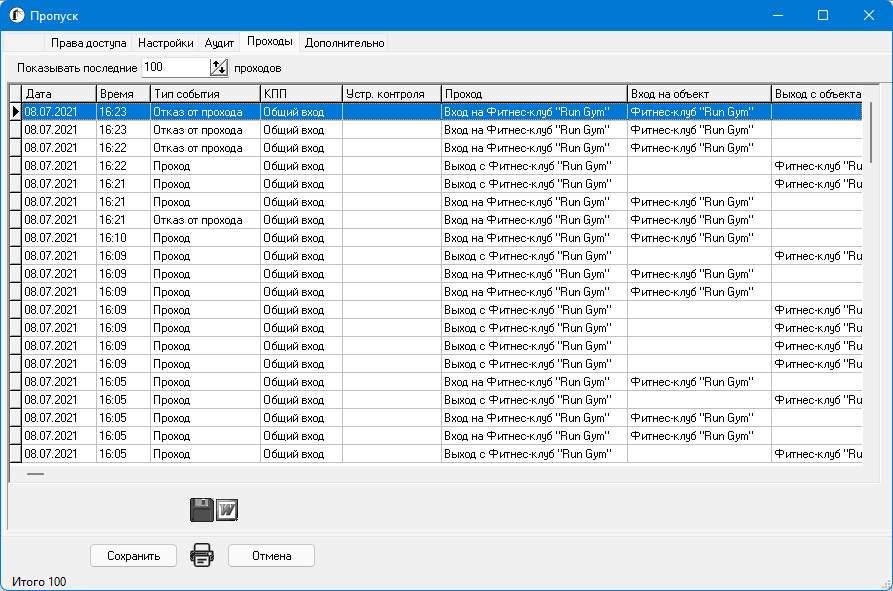 Пропуск
Права доступа Настройки Аудит Проходы Дополнительно
Показывать последние 100 проходов
Дата Время Тип события КПП Устр. контроля Проход Вход на объект Выход с объекта
08.07.2021 16:23 Отказ от прохода Общий вход Вход на Фитнес-клуб "Run Gym" Фитнес-клуб "Run Gym"
08.07.2021 16:23 Отказ от прохода Общий вход Вход на Фитнес-клуб "Run Gym" Фитнес-клуб "Run Gym"
08.07.2021 16:22 Отказ от прохода Общий вход Вход на Фитнес-клуб "Run Gym" Фитнес-клуб "Run Gym"
08.07.2021 16:22 Проход Общий вход Выход с Фитнес-клуб "Run Gym" Фитнес-клуб "Ru
08.07.2021 16:21 Проход Общий вход Выход с Фитнес-клуб "Run Gym" Фитнес-клуб "Ru
08.07.2021 16:21 Проход Общий вход Вход на Фитнес-клуб "Run Gym" Фитнес-клуб "Run Gym"
08.07.2021 16:21 Отказ от прохода Общий вход Вход на Фитнес-клуб "Run Gym" Фитнес-клуб "Run Gym"
08.07.2021 16:10 Проход Общий вход Вход на Фитнес-клуб "Run Gym" Фитнес-клуб "Run Gym"
08.07.2021 16:09 Проход Общий вход Выход с Фитнес-клуб "Run Gym" Фитнес-клуб "Ru
08.07.2021 16:09 Проход Общий вход Вход на Фитнес-клуб "Run Gym" Фитнес-клуб "Run Gym"
08.07.2021 16:09 Проход Общий вход Вход на Фитнес-клуб "Run Gym" Фитнес-клуб "Run Gym"
08.07.2021 16:09 Проход Общий вход Выход с Фитнес-клуб "Run Gym" Фитнес-клуб "Ru
08.07.2021 16:09 Проход Общий вход Выход с Фитнес-клуб "Run Gym" Фитнес-клуб "Ru
08.07.2021 16:09 Проход Общий вход Выход с Фитнес-клуб "Run Gym" Фитнес-клуб "Ru
08.07.2021 16:09 Проход Общий вход Выход с Фитнес-клуб "Run Gym" Фитнес-клуб "Ru
08.07.2021 16:05 Проход Общий вход Вход на Фитнес-клуб "Run Gym" Фитнес-клуб "Run Gym"
08.07.2021 16:05 Проход Общий вход Выход с Фитнес-клуб "Run Gym" Фитнес-клуб "Ru
08.07.2021 16:05 Проход Общий вход Вход на Фитнес-клуб "Run Gym" Фитнес-клуб "Run Gym"
08.07.2021 16:05 Проход Общий вход Вход на Фитнес-клуб "Run Gym" Фитнес-клуб "Run Gym"
08.07.2021 16:05 Проход Общий вход Выход с Фитнес-клуб "Run Gym" Фитнес-клуб "Ru
W
Сохранить Отмена
Итого 100